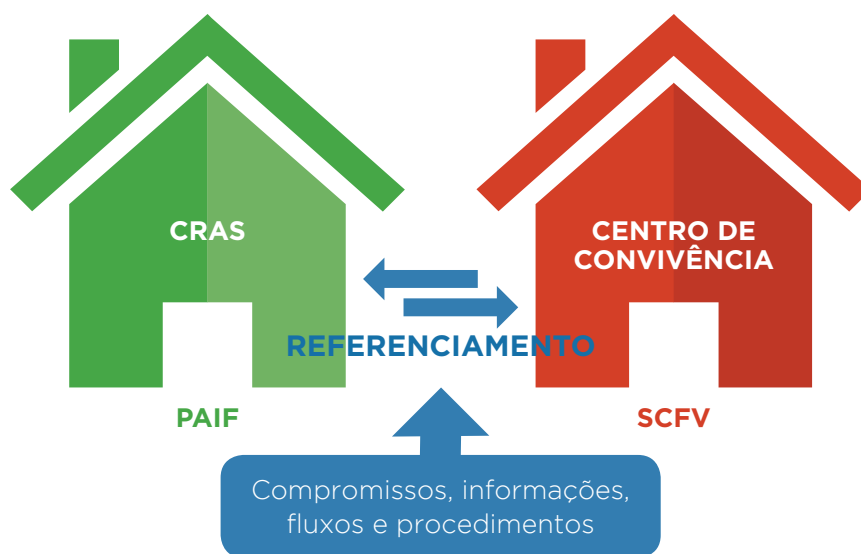 CRAS
CENTRO DE
CONVIVÊNCIA
REFERENCIAMENTO
PAIF
SCFV
Compromissos, informações,
fluxos e procedimentos